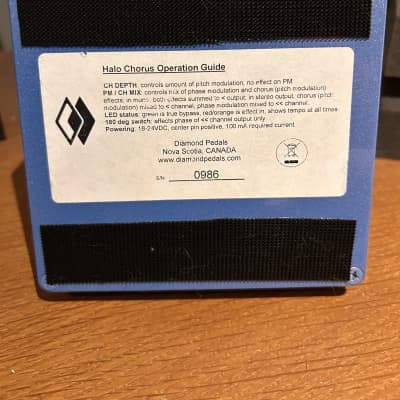 Halo Chorus Operation Guide
CH DEPTH: controls amount of pitch modulation, no effect on PM
PM / CH MIX: controls mix of phase modulation and chorus (pitch modulation)
effects; in mono, both effects summed to < output, in stereo output, chorus (pitch
modulation) mixed to < channel, phase modulation mixed to << channel.
LED status: green is true bypass, red/orange is in effect, shows tempo at all times
180 deg switch: affects phase of << channel output only.
Powering: 18-24VDC, center pin positive, 100 mA required current.
Diamond Pedals
Nova Scotia, CANADA
www.diamondpedals.com
S/N: 0986